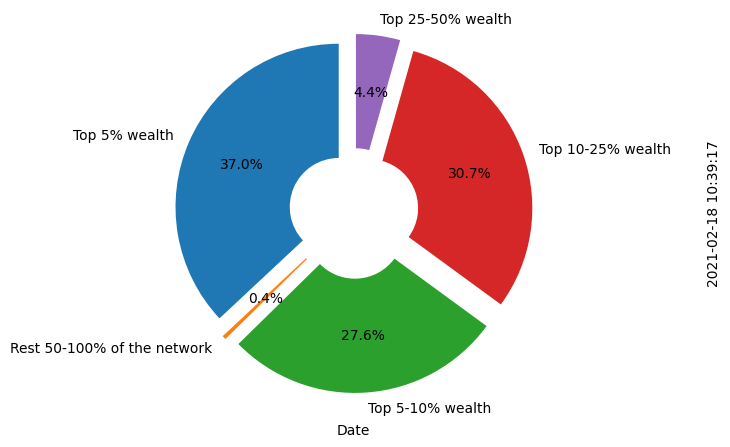 Top 25-50% wealth
4.4%
Top 5% wealth
37.0%
Top 10-25% wealth
30.7%
2021-02-18 10:39:17
0.4%
Rest 50-100% of the network
27.6%
Top 5-10% wealth
Date